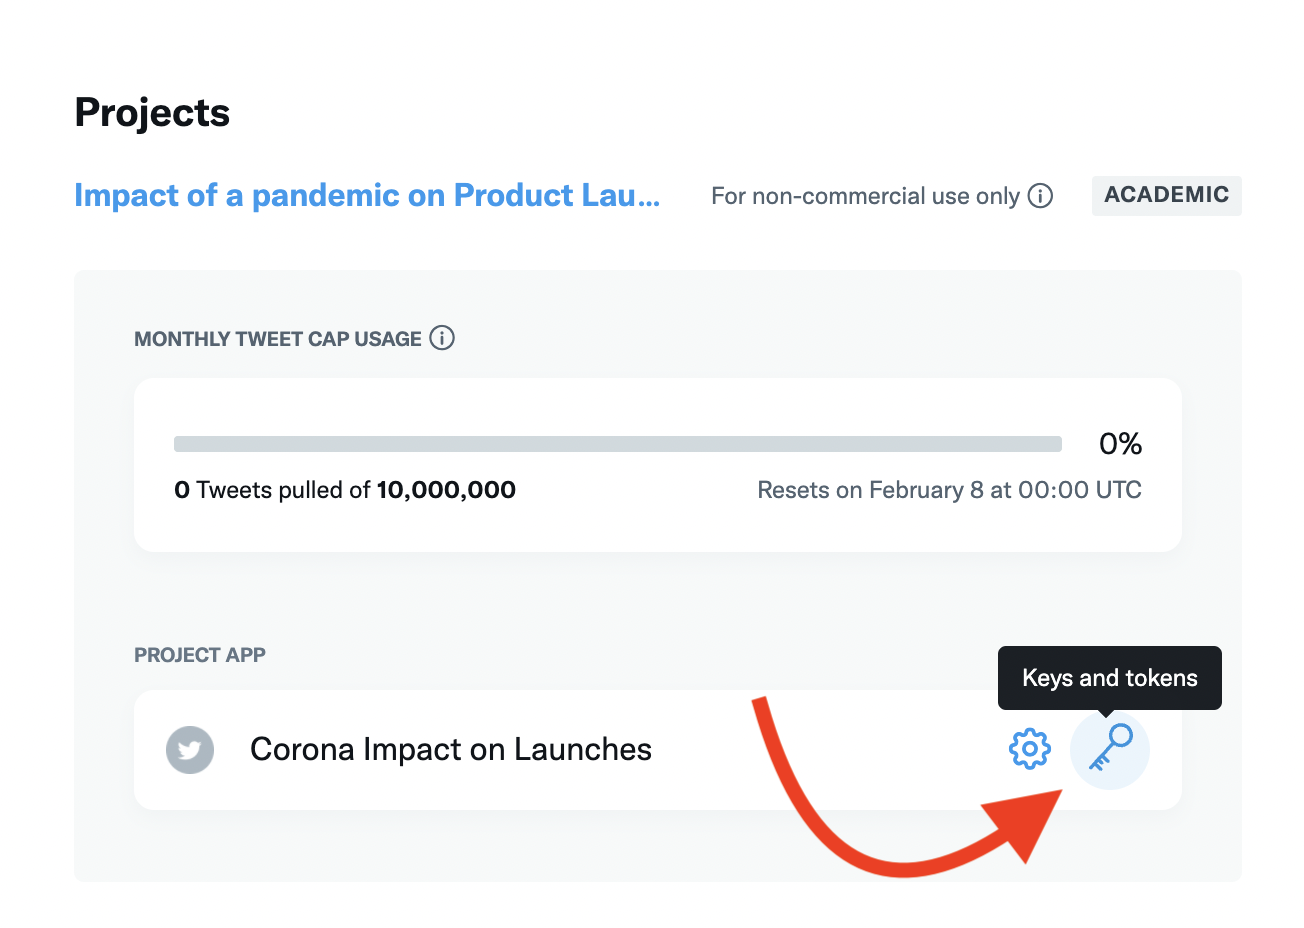 Projects
Impact of a pandemic on Product Lau...
For non-commercial use only
ACADEMIC
MONTHLY TWEET CAP USAGE
0%
0 Tweets pulled of 10,000,000
Resets on February 8 at 00:00 UTC
PROJECT APP
Keys and tokens
Corona Impact on Launches